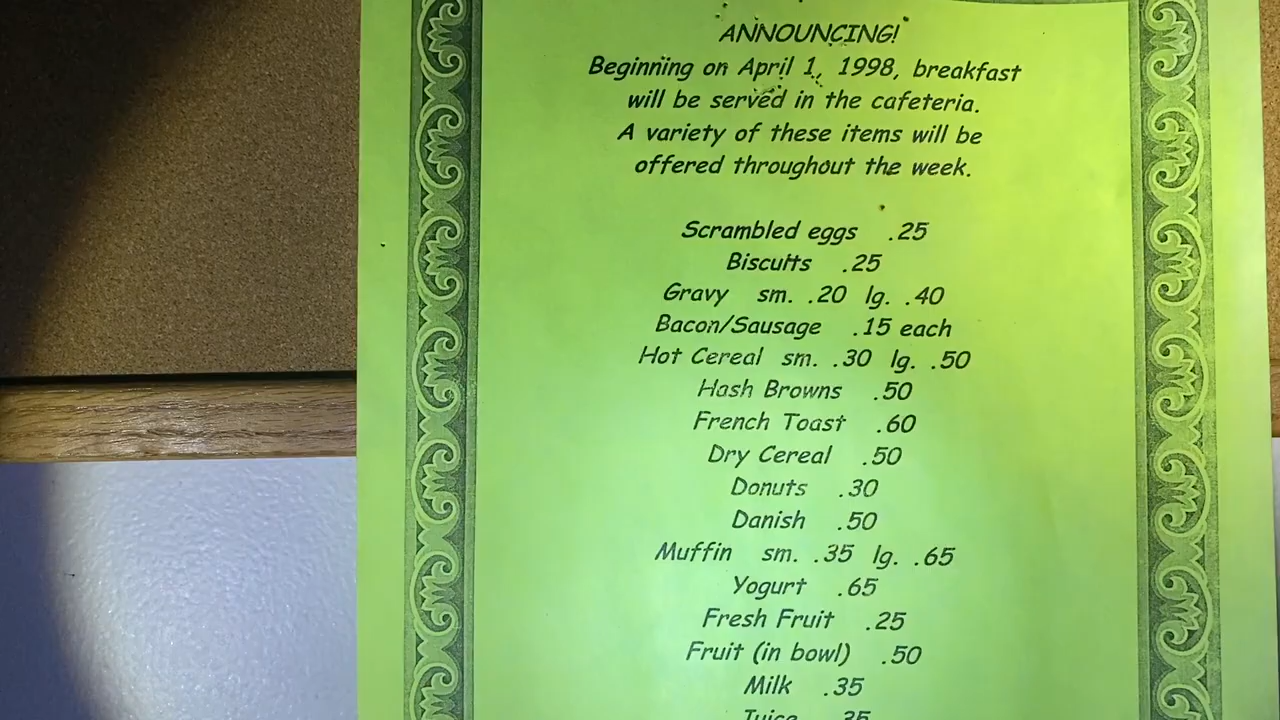 ANNOUNCING!
Beginning on April 1, 1998, breakfast
will be served in the cafeteria.
A variety of these items will be
offered throughout the week.
Scrambled eggs .25
Biscuits .25
Gravy sm. .20 lg. .40
Bacon/Sausage .15 each
Hot Cereal sm. .30 lg. .50
Hash Browns .50
French Toast .60
Dry Cereal .50
Donuts .30
Danish .50
Muffin sm. .35 lg. .65
Yogurt .65
Fresh Fruit .25
Fruit (in bowl) .50
Milk .35
Juice .35